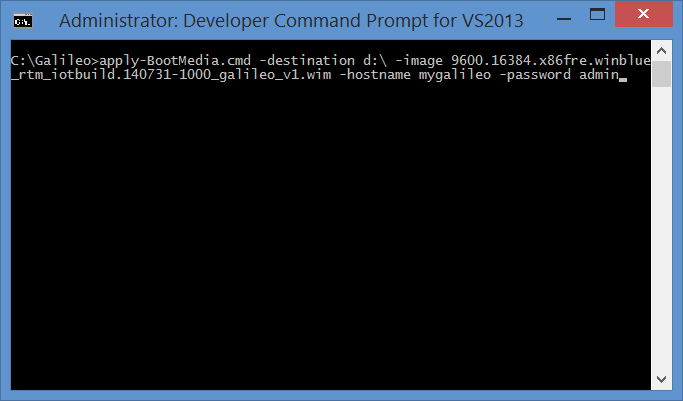 Administrator: Developer Command Prompt for VS2013
C:\Galileo>apply-BootMedia.cmd -destination d:\ -image 9600.16384.x86fre.winblue
_rtm_iotbuild.140731-1000_galileo_v1.wim -hostname mygalileo -password admin